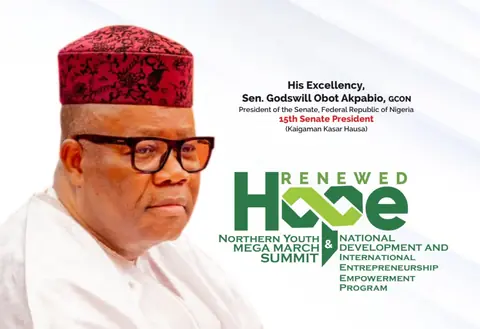 His Excellency,
Sen. Godswill Obot Akpabio, GCON
President of the Senate, Federal Republic of Nigeria
15th Senate President
(Kaigaman Kasar Hausa)
RENEWED
Hope
NORTHERN YOUTH
MEGA MARCH
SUMMIT
&
NATIONAL
DEVELOPMENT AND
INTERNATIONAL
ENTREPRENEURSHIP
EMPOWERMENT
PROGRAM